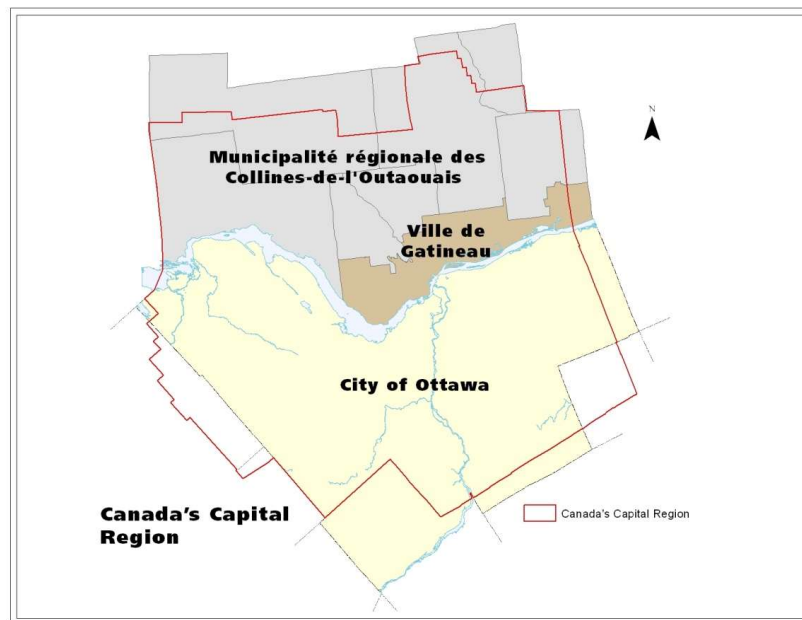 N
Municipalité régionale des
Collines-de-l'Outaouais
Ville de
Gatineau
City of Ottawa
Canada's Capital
Region
Canada's Capital Region